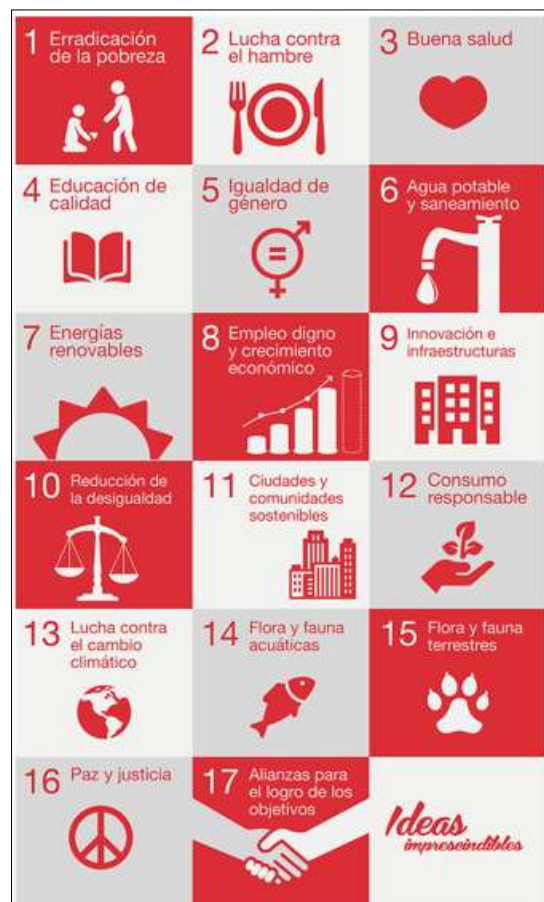 1 Erradicación
de la pobreza
2 Lucha contra
el hambre
3 Buena salud
4 Educación de
calidad
5 Igualdad de
género
6 Agua potable
y saneamiento
7 Energías
renovables
8 Empleo digno
y crecimiento
económico
9 Innovación e
infraestructuras
10 Reducción de
la desigualdad
11 Ciudades y
comunidades
sostenibles
12 Consumo
responsable
13 Lucha contra
el cambio
climático
14 Flora y fauna
acuáticas
15 Flora y fauna
terrestres
16 Paz y justicia
17 Alianzas para
el logro de los
objetivos
Ideas
imprescindibles